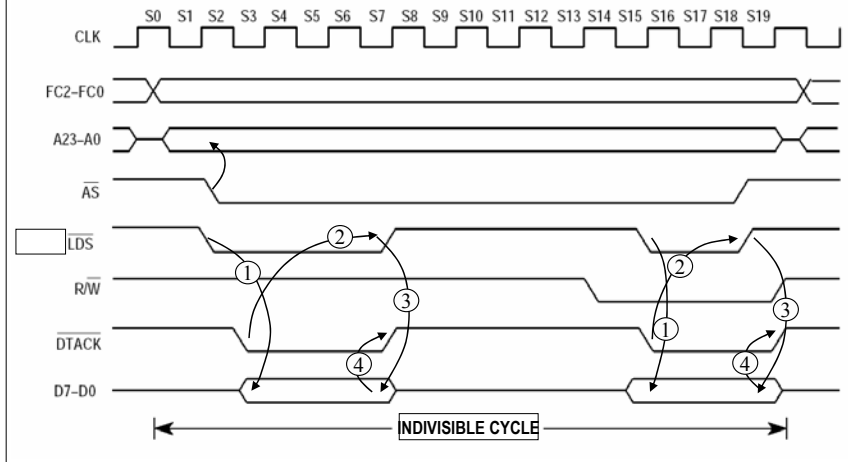 S0 S1 S2 S3 S4 S5 S6 S7 S8 S9 S10 S11 S12 S13 S14 S15 S16 S17 S18 S19
CLK
FC2–FC0
A23–A0
AS
LDS
2
2
1
R/W
3
3
1
DTACK
4
4
D7–D0
INDIVISIBLE CYCLE